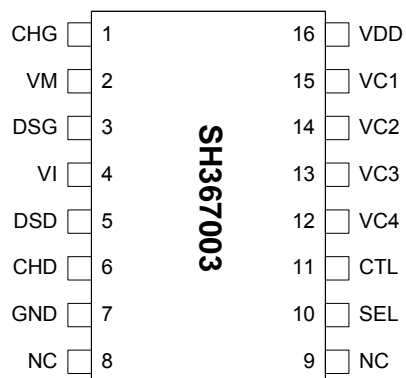 CHG 1 16 VDD
VM 2 15 VC1
DSG 3 14 VC2
VI 4 13 VC3
DSD 5 12 VC4
CHD 6 11 CTL
GND 7 10 SEL
NC 8 9 NC
SH367003